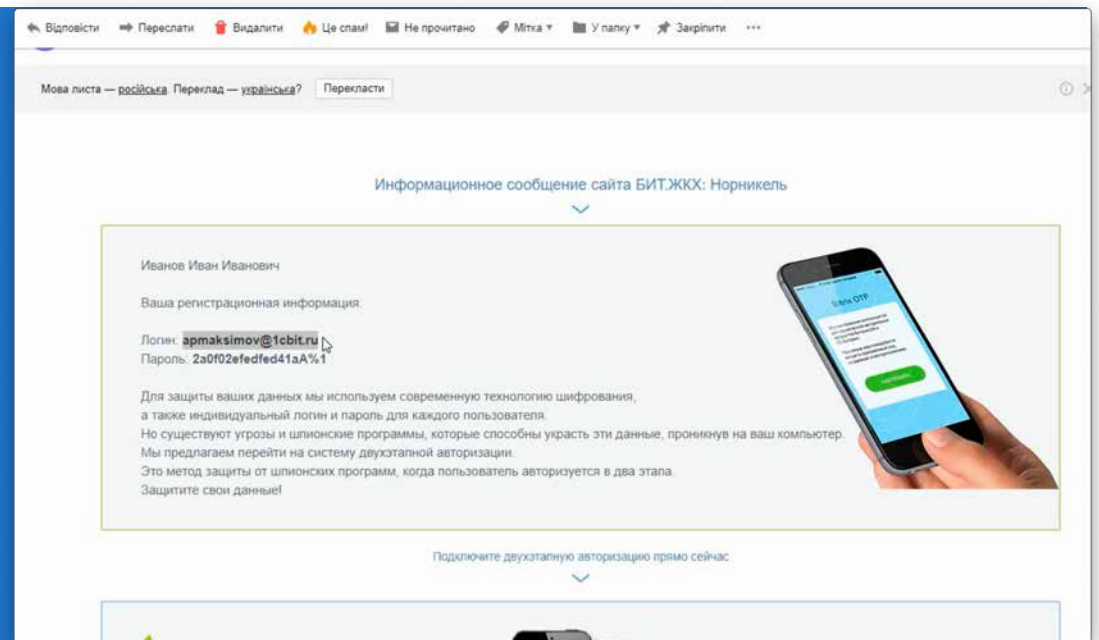 Відповісти Переслати Видалити Це спам! Не прочитано Мітка У папку Закріпити ...
Мова листа — російська. Переклад — українська? Перекласти
Информационное сообщение сайта БИТ.ЖКХ: Норникель
Иванов Иван Иванович
Ваша регистрационная информация:
Логин: apmaksimov@1cbit.ru
Пароль: 2a0f02efedfed41aA%1
Для защиты ваших данных мы используем современную технологию шифрования,
а также индивидуальный логин и пароль для каждого пользователя.
Но существуют угрозы и шпионские программы, которые способны украсть эти данные, проникнув на ваш компьютер.
Мы предлагаем перейти на систему двухэтапной авторизации.
Это метод защиты от шпионских программ, когда пользователь авторизуется в два этапа.
Защитите свои данные!
OTP
Подключите двухэтапную авторизацию прямо сейчас